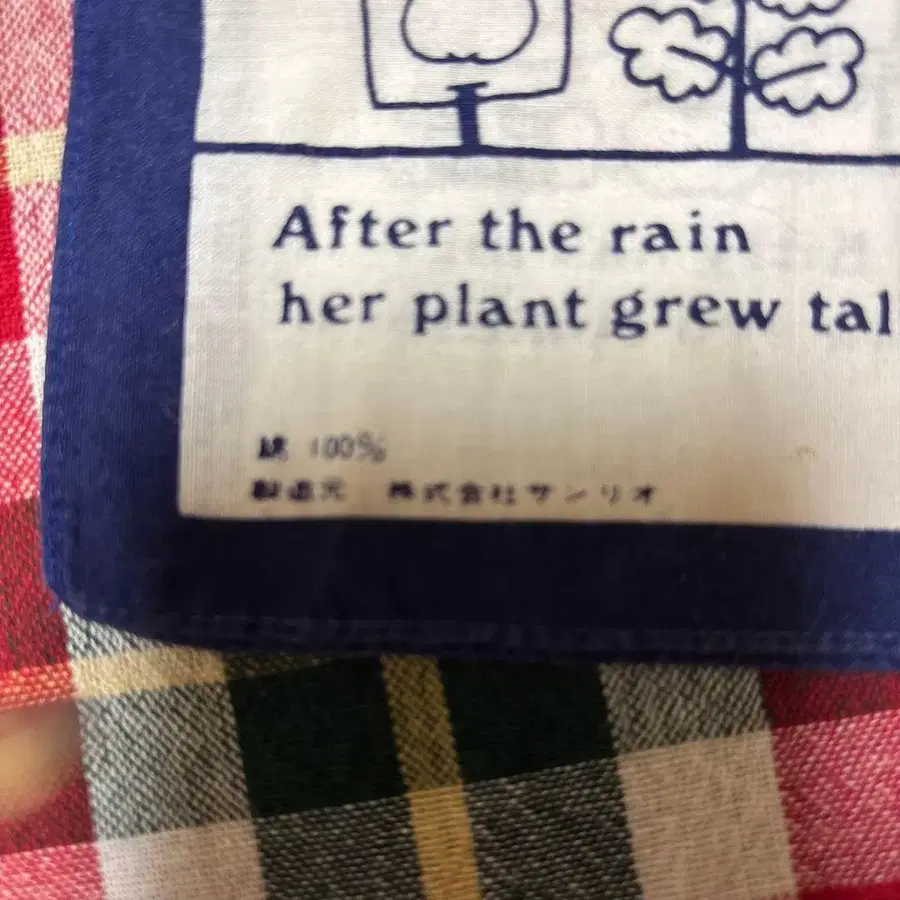 After the rain
her plant grew tal
綿 100%
製造元 株式会社サンリオ